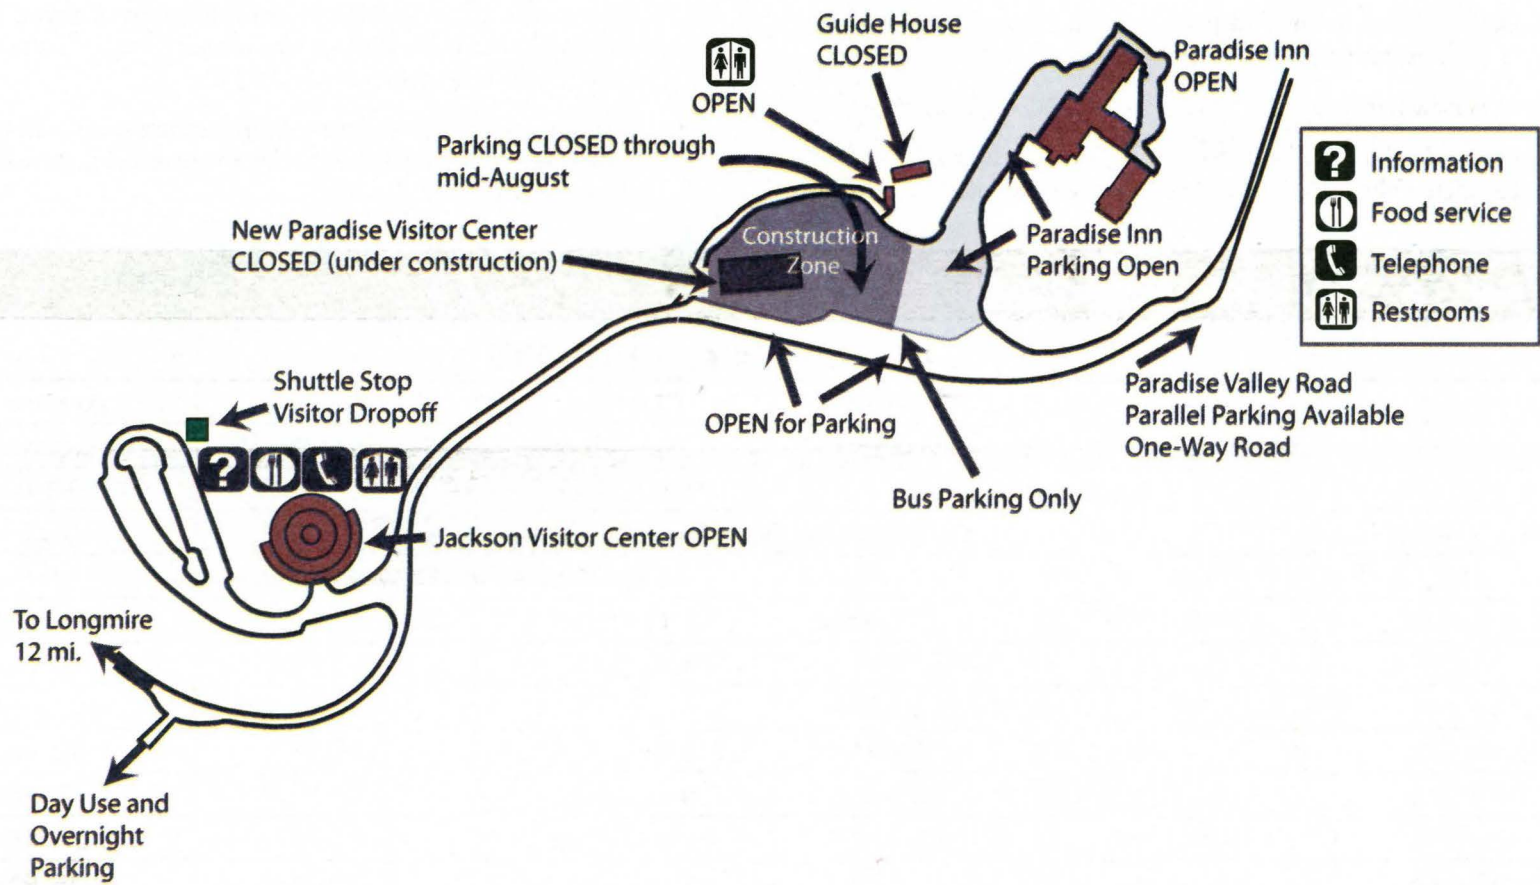 Guide House
CLOSED
OPEN
Paradise Inn
OPEN
Parking CLOSED through
mid-August
New Paradise Visitor Center
CLOSED (under construction)
Construction
Zone
Paradise Inn
Parking Open
? Information
Food service
Telephone
Restrooms
Shuttle Stop
Visitor Dropoff
OPEN for Parking
Paradise Valley Road
Parallel Parking Available
One-Way Road
Bus Parking Only
?
Jackson Visitor Center OPEN
To Longmire
12 mi.
Day Use and
Overnight
Parking